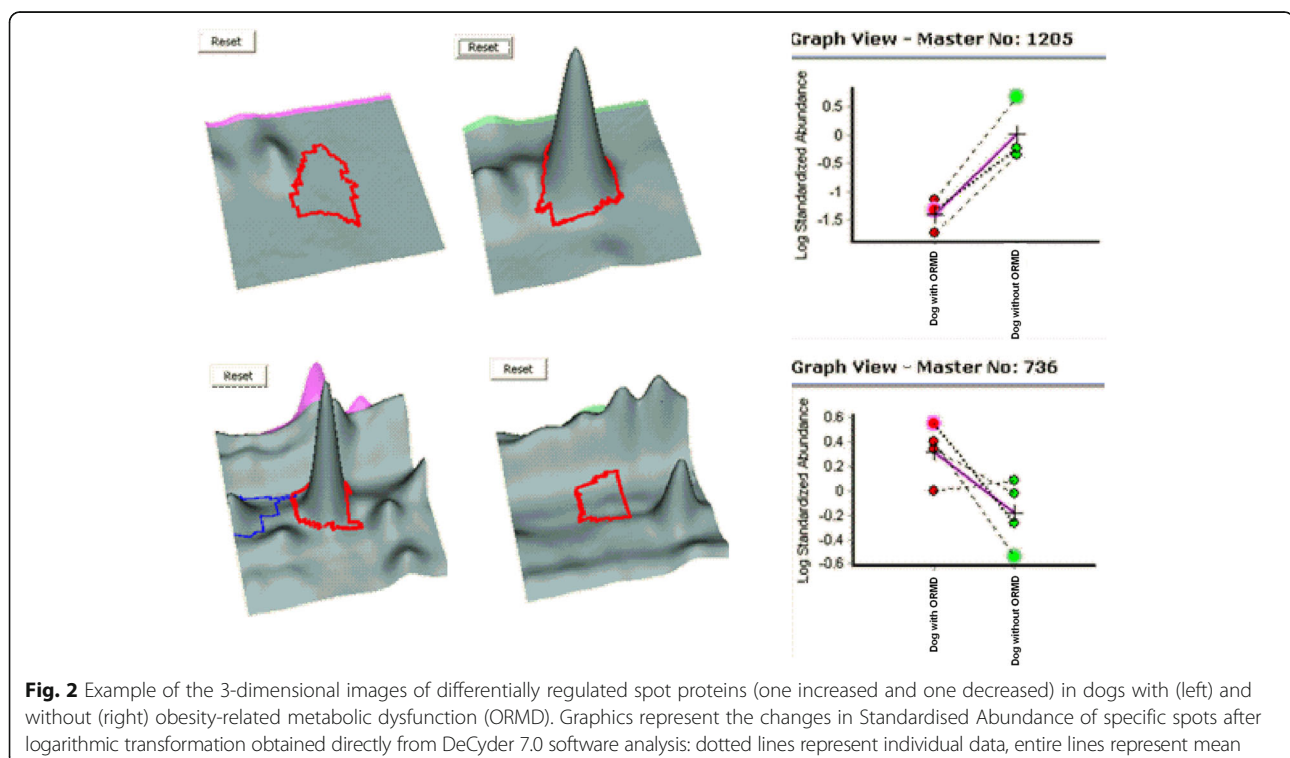 Reset
Reset
Graph View - Master No: 1205
Log Standardized Abundance
0.5
0
-0.5
-1
-1.5
Dog with ORMD
Dog without ORMD
Reset
Reset
Graph View - Master No: 736
Log Standardized Abundance
0.6
0.4
0.2
0
-0.2
-0.4
-0.6
Dog with ORMD
Dog without ORMD
Fig. 2 Example of the 3-dimensional images of differentially regulated spot proteins (one increased and one decreased) in dogs with (left) and
without (right) obesity-related metabolic dysfunction (ORMD). Graphics represent the changes in Standardised Abundance of specific spots after
logarithmic transformation obtained directly from DeCyder 7.0 software analysis: dotted lines represent individual data, entire lines represent mean